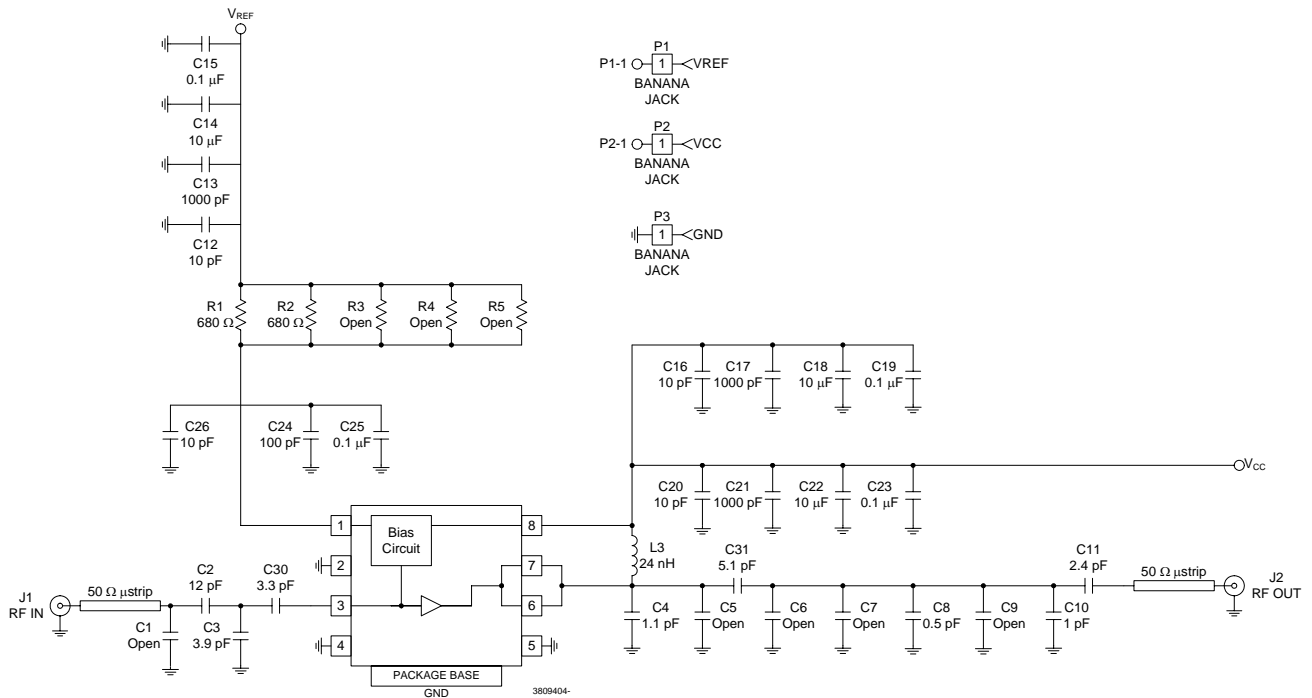 VREF
C15
0.1 µF
C14
10 µF
C13
1000 pF
C12
10 pF
P1
P1-1
1
VREF
BANANA
JACK
P2
P2-1
1
VCC
BANANA
JACK
P3
1
GND
BANANA
JACK
R1
680 Ω
R2
680 Ω
R3
Open
R4
Open
R5
Open
C16
10 pF
C17
1000 pF
C18
10 µF
C19
0.1 µF
C26
10 pF
C24
100 pF
C25
0.1 µF
VCC
C20
10 pF
C21
1000 pF
C22
10 µF
C23
0.1 µF
1
Bias
Circuit
8
2
7
3
6
4
5
L3
24 nH
C31
5.1 pF
C11
2.4 pF
50 Ω µstrip
J2
RF OUT
J1
RF IN
50 Ω µstrip
C2
12 pF
C30
3.3 pF
C1
Open
C3
3.9 pF
C4
1.1 pF
C5
Open
C6
Open
C7
Open
C8
0.5 pF
C9
Open
C10
1 pF
PACKAGE BASE
GND
3809404-